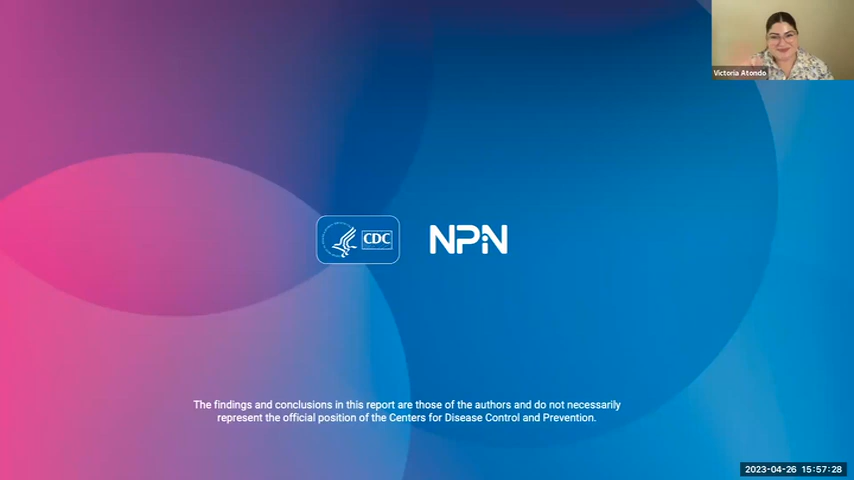 Victoria Atondo
CDC
NPIN
The findings and conclusions in this report are those of the authors and do not necessarily
represent the official position of the Centers for Disease Control and Prevention.
2023-04-26 15:57:28